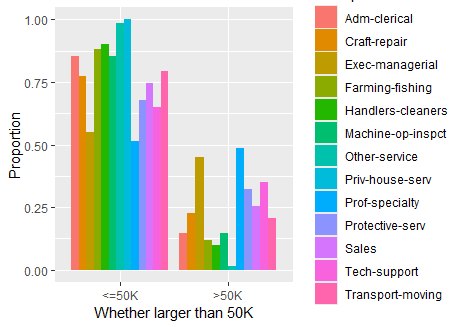 1.00
0.75
0.50
0.25
0.00
Proportion
<=50K
>50K
Whether larger than 50K
Adm-clerical
Craft-repair
Exec-managerial
Farming-fishing
Handlers-cleaners
Machine-op-inspct
Other-service
Priv-house-serv
Prof-specialty
Protective-serv
Sales
Tech-support
Transport-moving